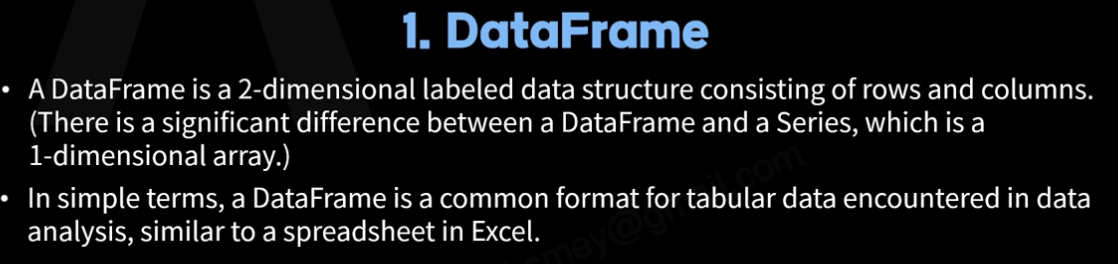 1. DataFrame
• A DataFrame is a 2-dimensional labeled data structure consisting of rows and columns.
(There is a significant difference between a DataFrame and a Series, which is a
1-dimensional array.)
• In simple terms, a DataFrame is a common format for tabular data encountered in data
analysis, similar to a spreadsheet in Excel.